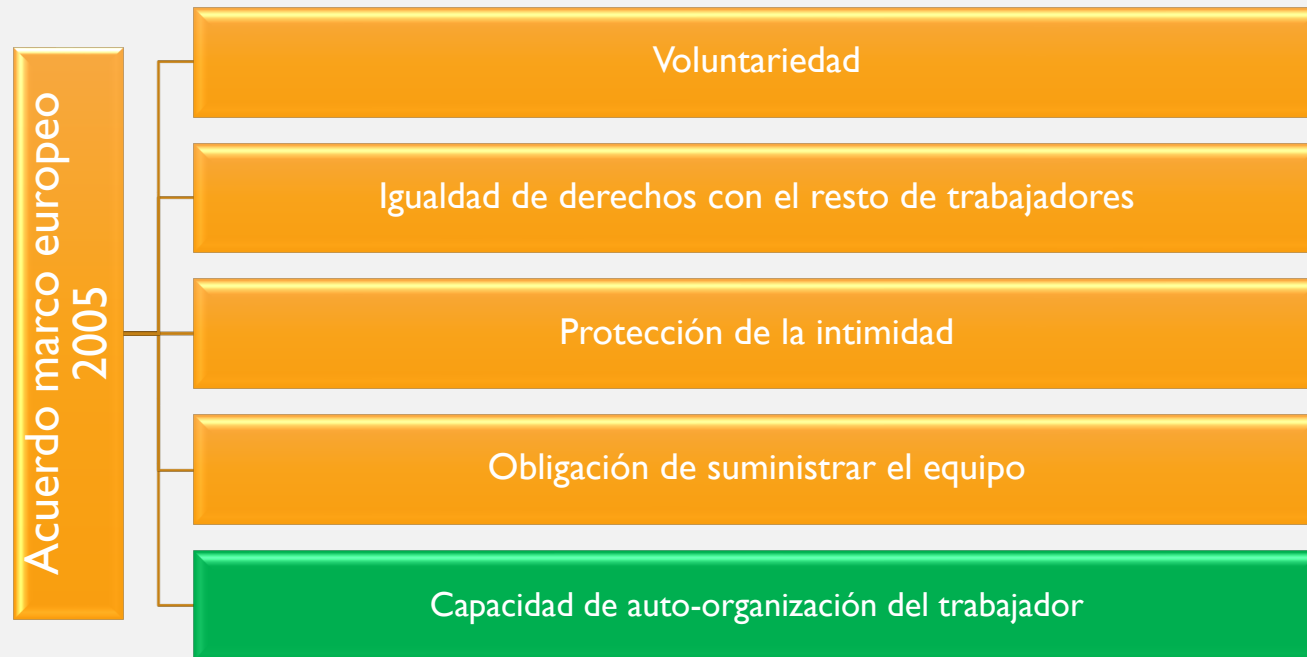 Acuerdo marco europeo
2005
Voluntariedad
Igualdad de derechos con el resto de trabajadores
Protección de la intimidad
Obligación de suministrar el equipo
Capacidad de auto-organización del trabajador